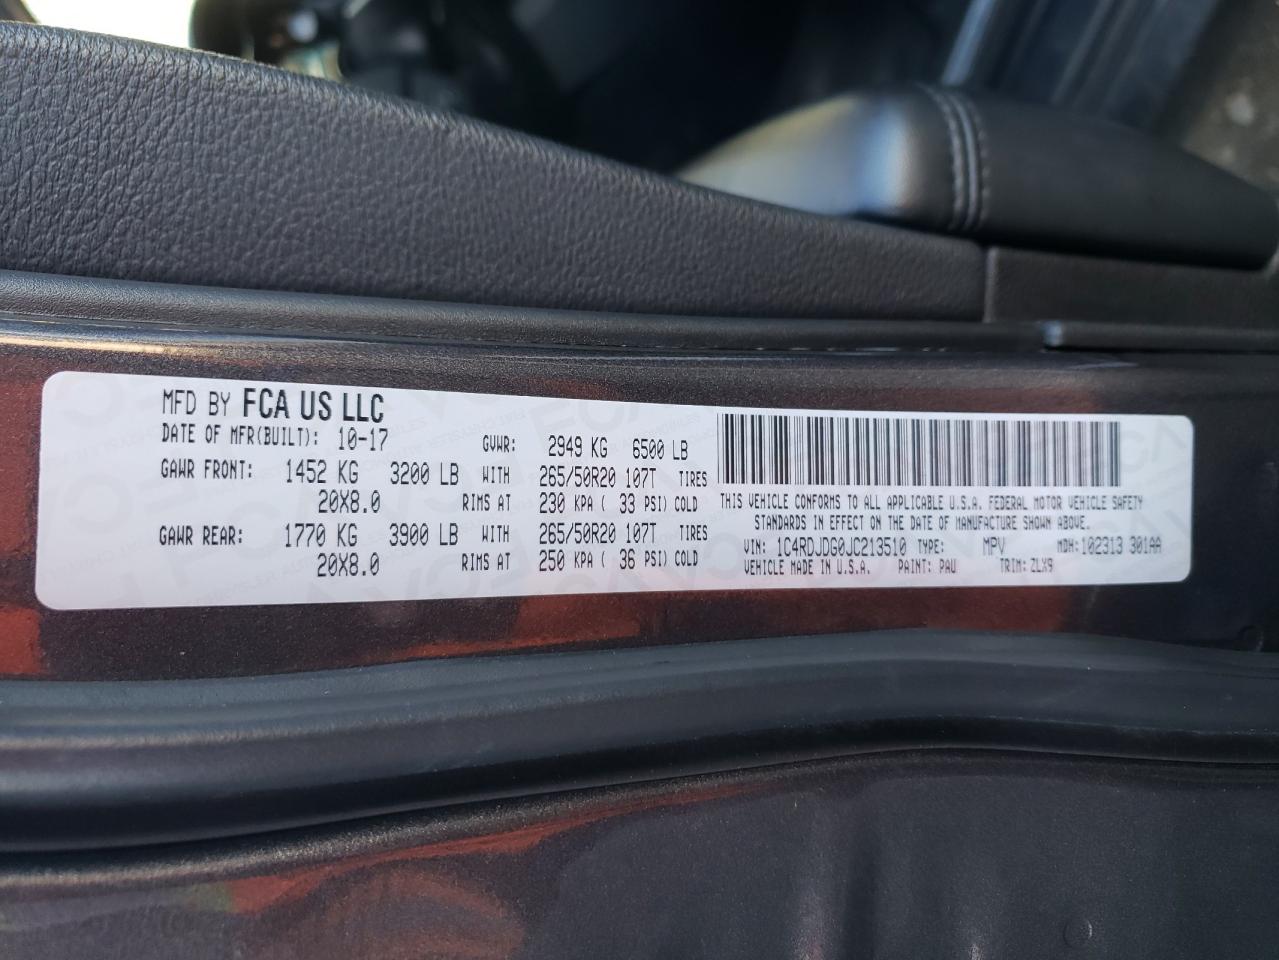 MFD BY FCA US LLC
DATE OF MFR(BUILT): 10-17 GVWR: 2949 KG 6500 LB
GAWR FRONT: 1452 KG 3200 LB WITH 265/50R20 107T TIRES
20X8.0 RIMS AT 230 KPA ( 33 PSI) COLD
GAWR REAR: 1770 KG 3900 LB WITH 265/50R20 107T TIRES
20X8.0 RIMS AT 250 KPA ( 36 PSI) COLD
THIS VEHICLE CONFORMS TO ALL APPLICABLE U.S.A. FEDERAL MOTOR VEHICLE SAFETY
STANDARDS IN EFFECT ON THE DATE OF MANUFACTURE SHOWN ABOVE.
VIN: 1C4RDJDG0JC213510 TYPE: MPV MDH:102313 301AA
VEHICLE MADE IN U.S.A. PAINT: PAU TRIM: ZLX9